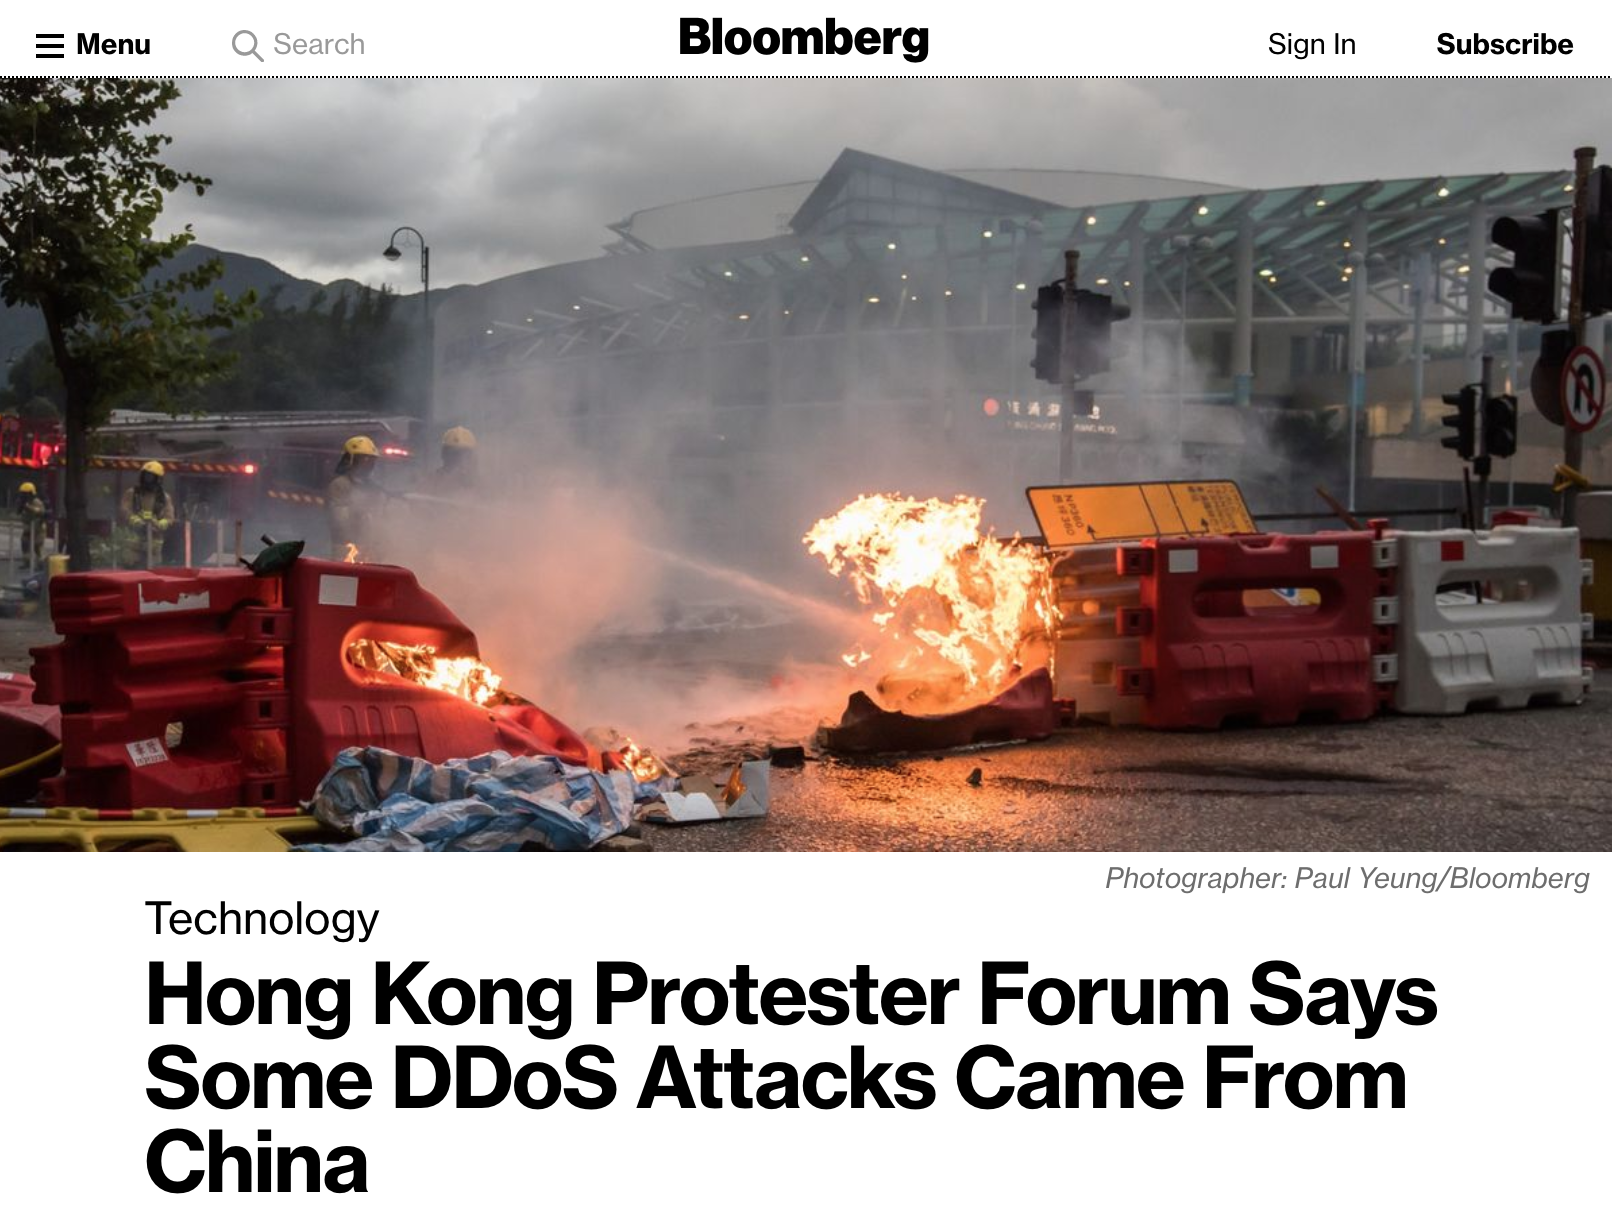 Menu
Search
Bloomberg
Sign In
Subscribe
Photographer: Paul Yeung/Bloomberg
Technology
Hong Kong Protester Forum Says
Some DDoS Attacks Came From
China